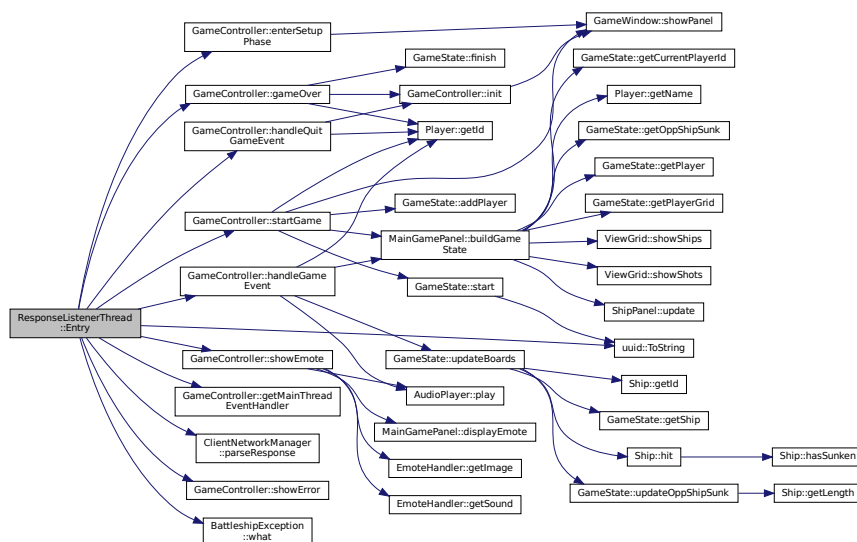 ResponseListenerThread
::Entry
GameController::enterSetup
Phase
GameController::gameOver
GameController::handleQuit
GameEvent
GameController::startGame
GameController::handleGame
Event
GameController::showEmote
GameController::getMainThread
EventHandler
ClientNetworkManager
::parseResponse
GameController::showError
BattleshipException
::what
GameState::finish
GameController::init
Player::getId
GameState::addPlayer
MainGamePanel::buildGame
State
GameState::start
GameState::updateBoards
AudioPlayer::play
MainGamePanel::displayEmote
EmoteHandler::getImage
EmoteHandler::getSound
GameWindow::showPanel
GameState::getCurrentPlayerId
Player::getName
GameState::getOppShipSunk
GameState::getPlayer
GameState::getPlayerGrid
ViewGrid::showShips
ViewGrid::showShots
ShipPanel::update
uuid::ToString
Ship::getId
GameState::getShip
Ship::hit
GameState::updateOppShipSunk
Ship::hasSunken
Ship::getLength